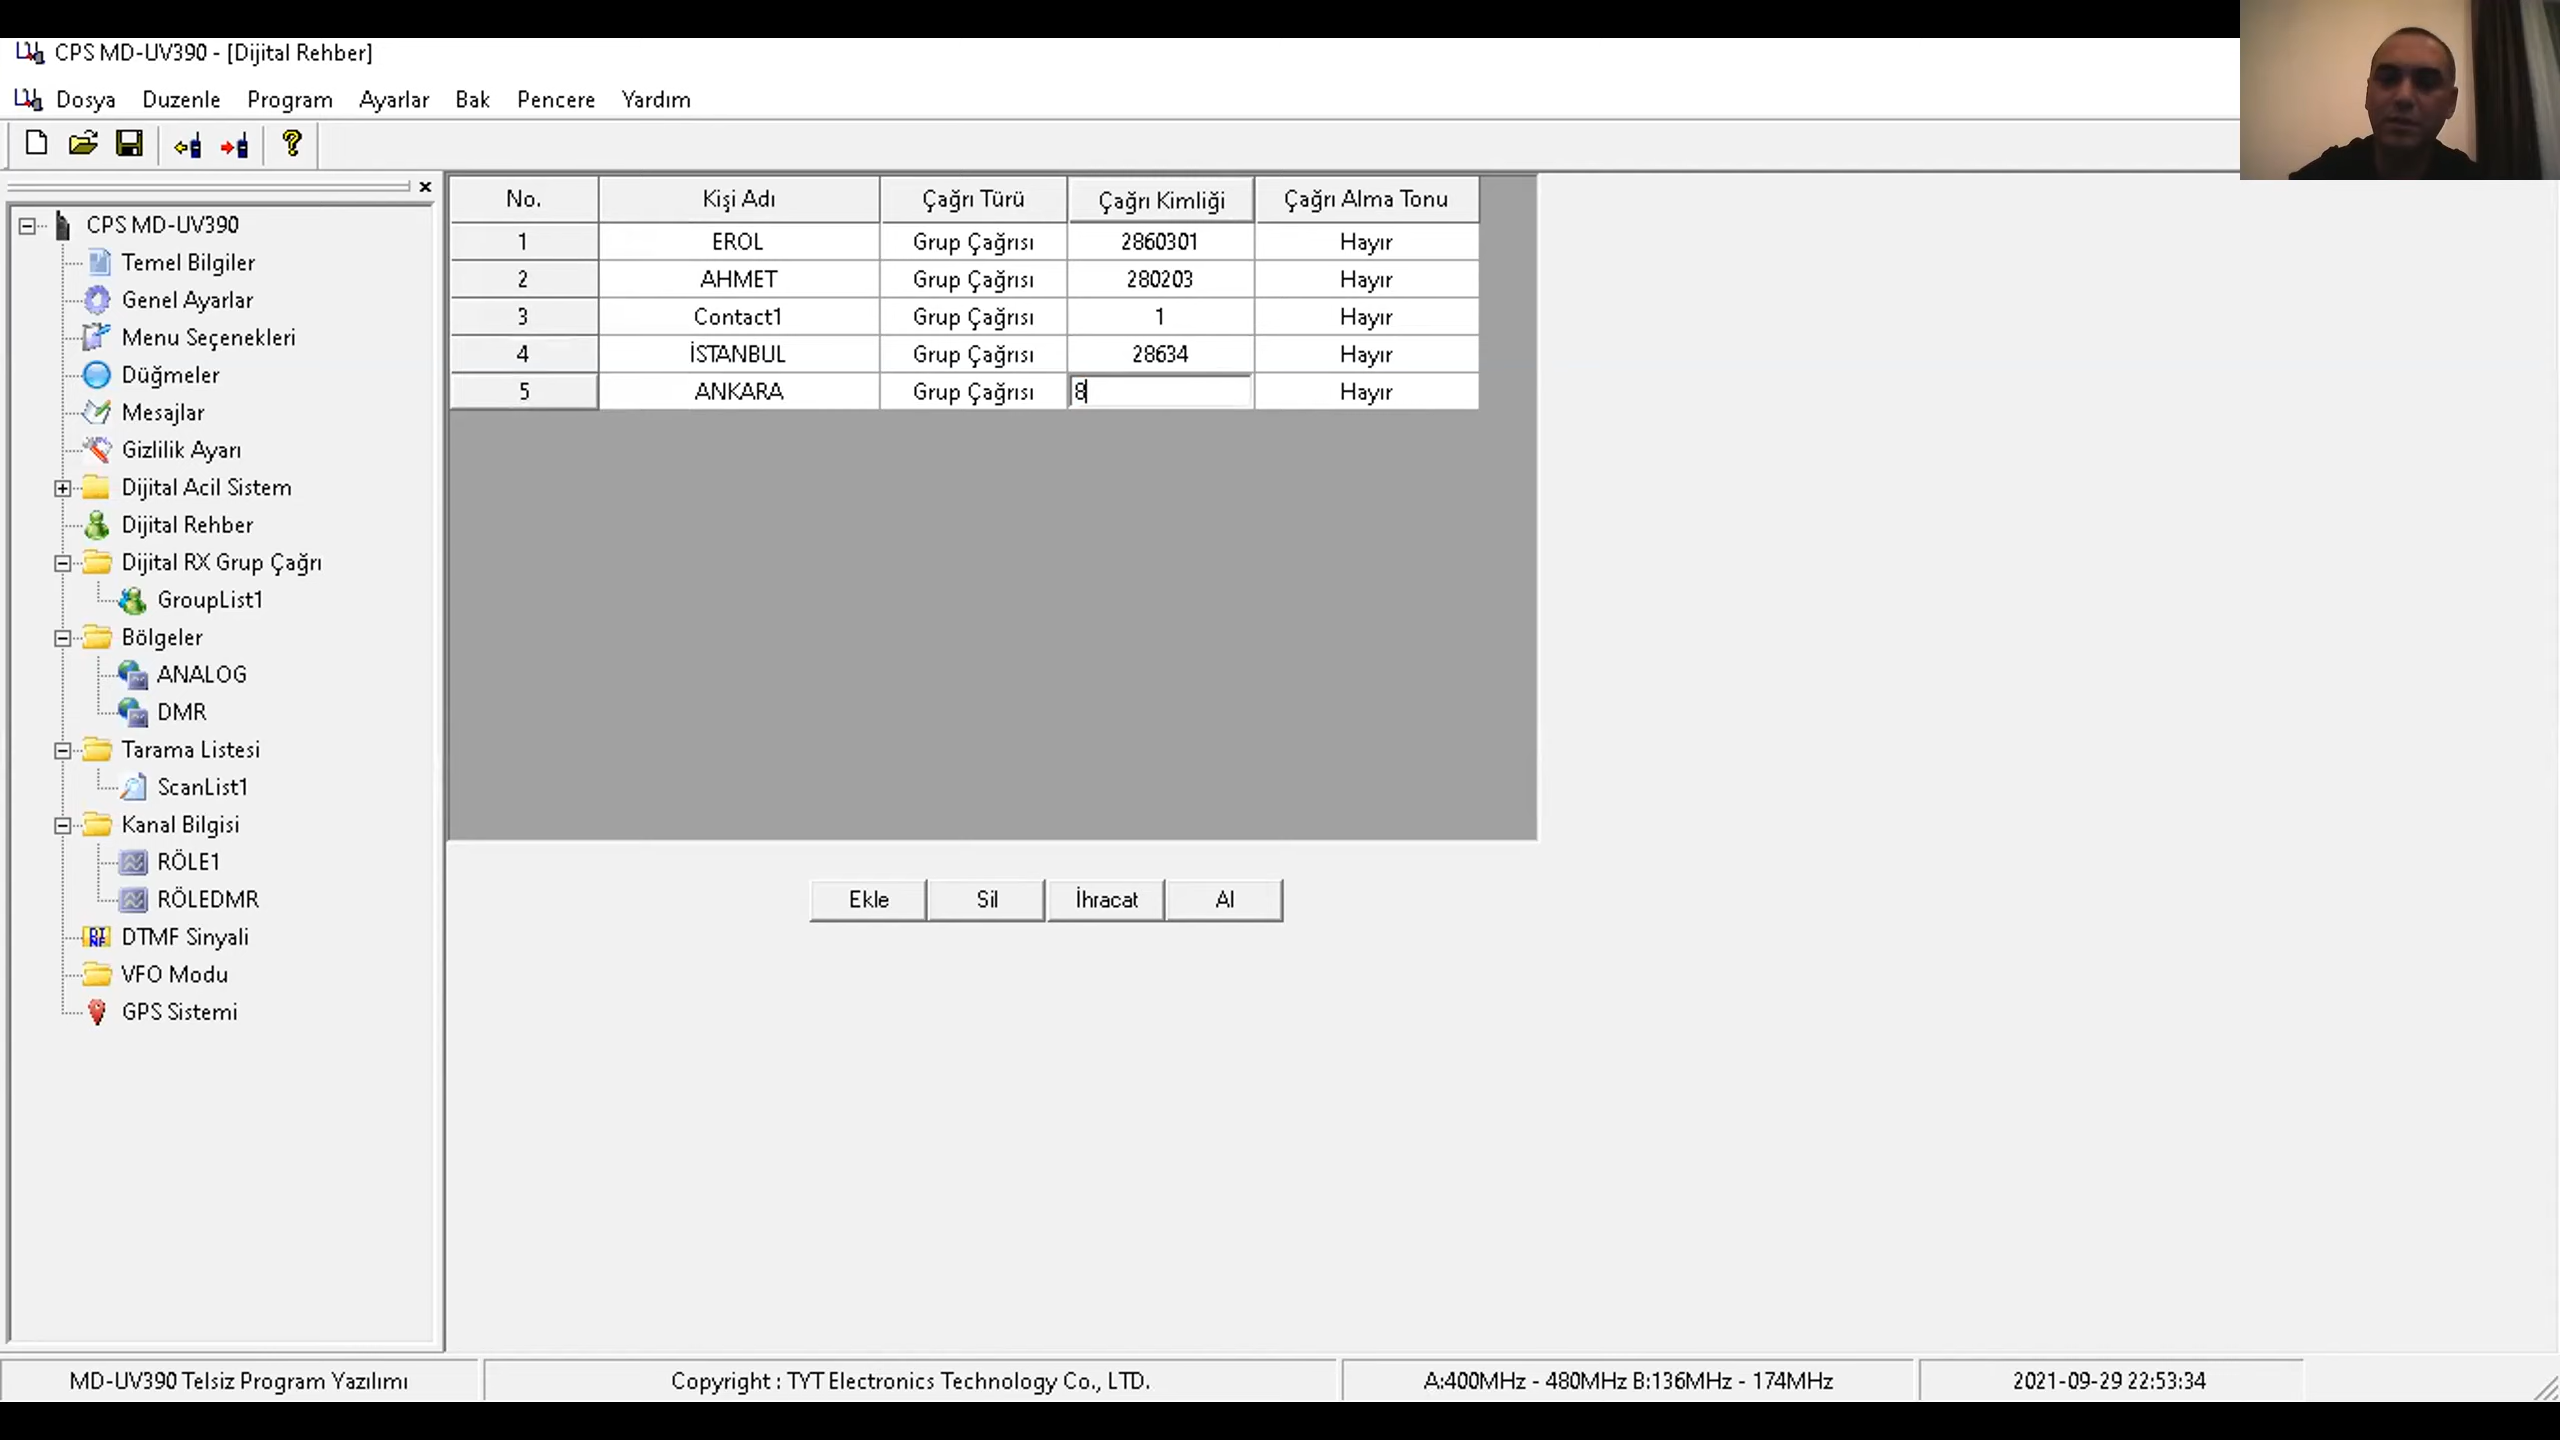 CPS MD-UV390 - [Dijital Rehber]
Dosya Duzenle Program Ayarlar Bak Pencere Yardım
CPS MD-UV390
Temel Bilgiler
Genel Ayarlar
Menu Seçenekleri
Düğmeler
Mesajlar
Gizlilik Ayarı
Dijital Acil Sistem
Dijital Rehber
Dijital RX Grup Çağrı
GroupList1
Bölgeler
ANALOG
DMR
Tarama Listesi
ScanList1
Kanal Bilgisi
RÖLE1
RÖLEDMR
DTMF Sinyali
VFO Modu
GPS Sistemi
No. Kişi Adı Çağrı Türü Çağrı Kimliği Çağrı Alma Tonu
1 EROL Grup Çağrısı 2860301 Hayır
2 AHMET Grup Çağrısı 280203 Hayır
3 Contact1 Grup Çağrısı 1 Hayır
4 İSTANBUL Grup Çağrısı 28634 Hayır
5 ANKARA Grup Çağrısı 8 Hayır
Ekle Sil İhracat Al
MD-UV390 Telsiz Program Yazılımı Copyright : TYT Electronics Technology Co., LTD. A:400MHz - 480MHz B:136MHz - 174MHz 2021-09-29 22:53:34